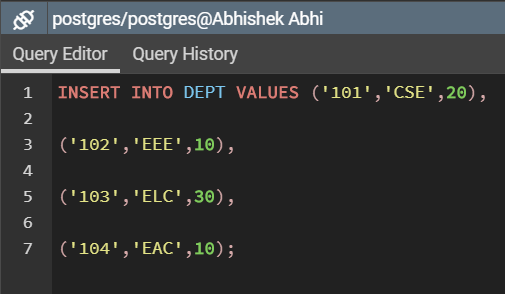 postgres/postgres@Abhishek Abhi
Query Editor Query History
1 INSERT INTO DEPT VALUES ('101','CSE',20),
2
3 ('102','EEE',10),
4
5 ('103','ELC',30),
6
7 ('104','EAC',10);